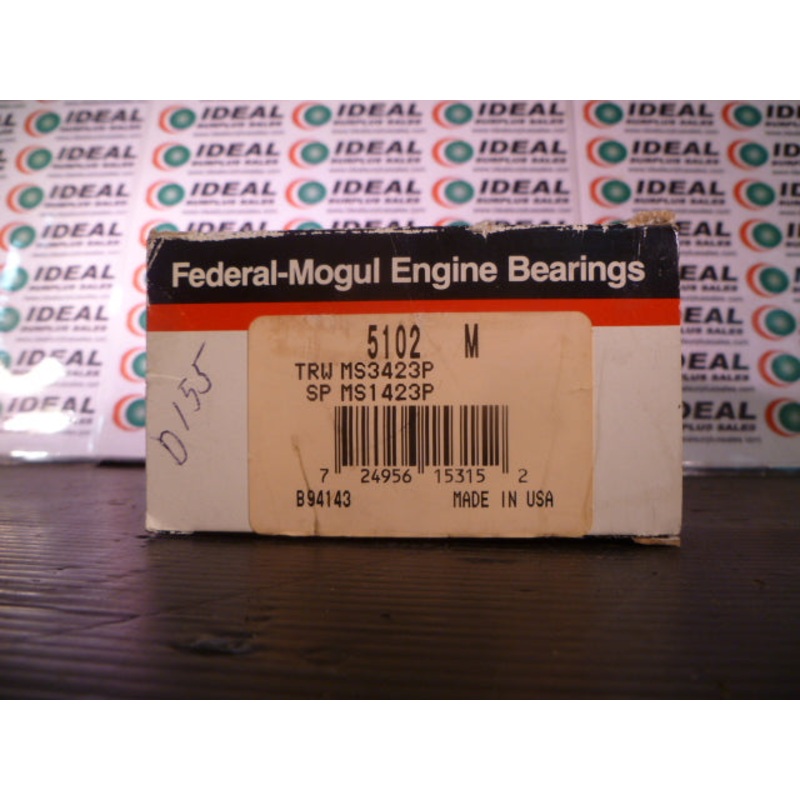 IDEAL
SURPLUS SALES
Federal-Mogul Engine Bearings
5102 M
TRW MS3423P
SP MS1423P
7 24956 15315 2
B94143 MADE IN USA
D155